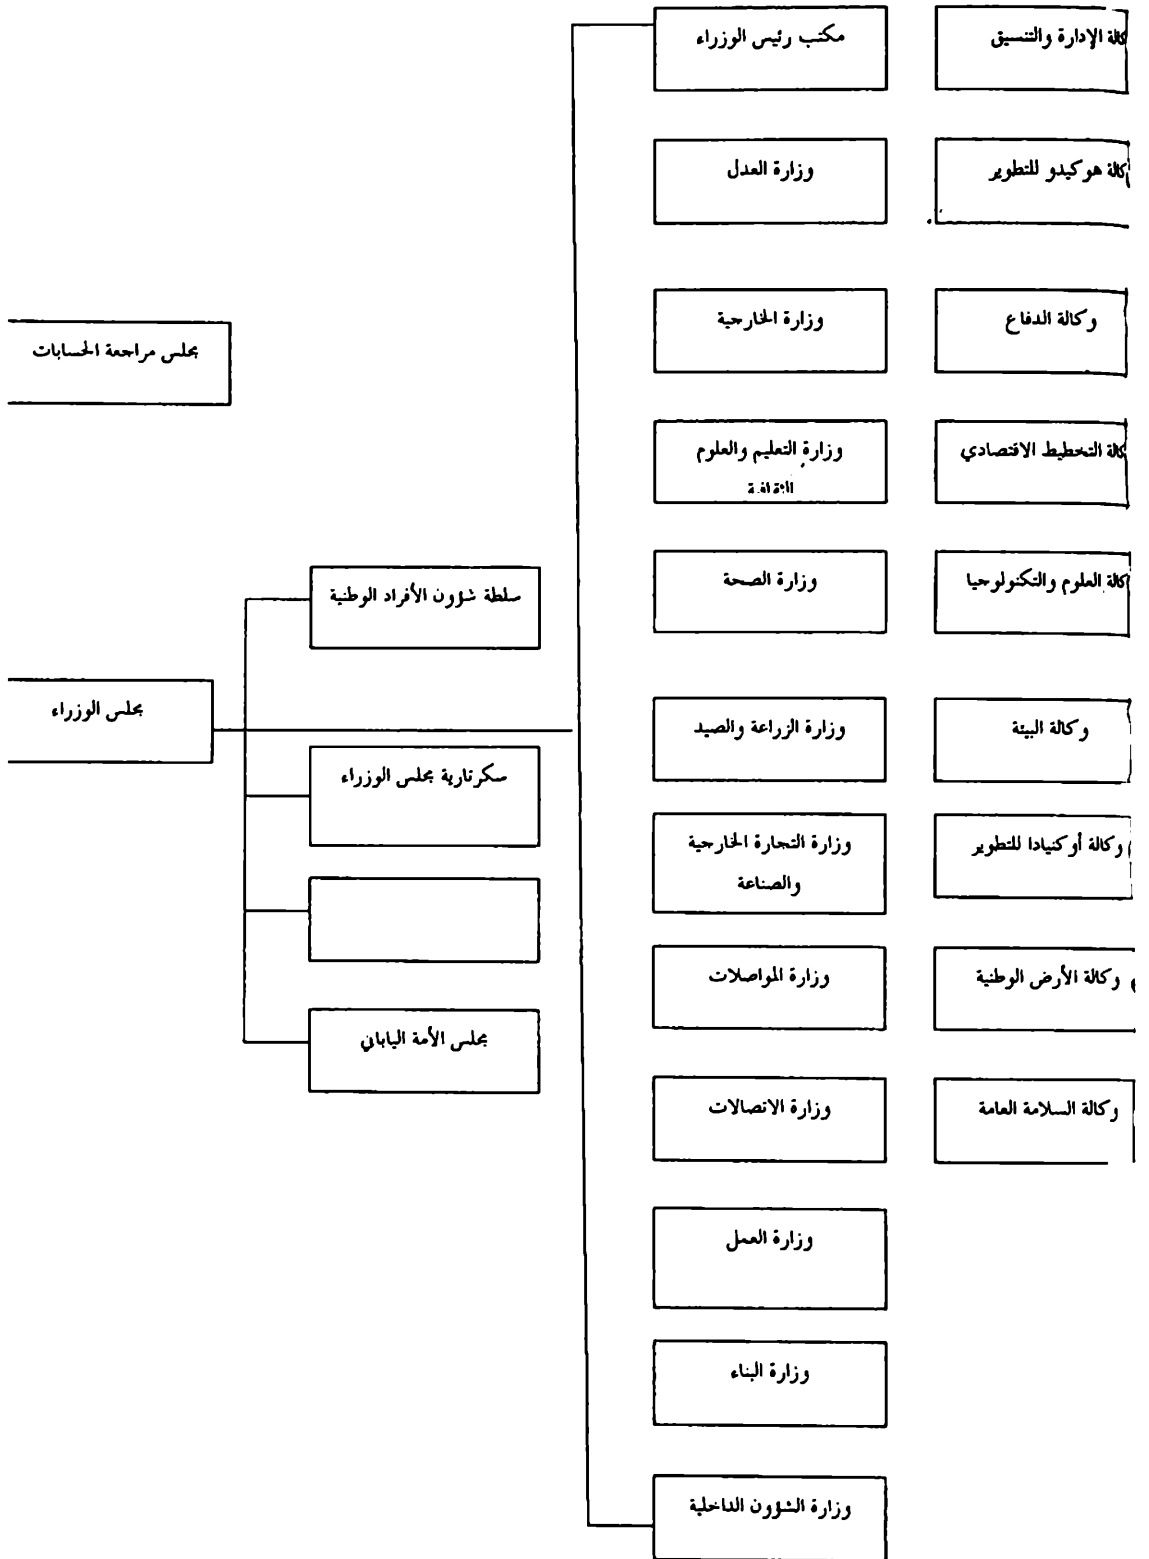 مكتب رئيس الوزراء
كالة الإدارة والتنسيق
وزارة العدل
كالة هوكيدو للتطوير
وزارة الخارجية
وكالة الدفاع
مجلس مراجعة الحسابات
وزارة التعليم والعلوم
الثقافية
كالة التخطيط الاقتصادي
وزارة الصحة
كالة العلوم والتكنولوجيا
سلطة شؤون الأفراد الوطنية
مجلس الوزراء
وزارة الزراعة والصيد
وكالة البيئة
سكرتارية مجلس الوزراء
وزارة التجارة الخارجية
والصناعة
وكالة أوكنيادا للتطوير
وزارة المواصلات
وكالة الأرض الوطنية
مجلس الأمة الياباني
وزارة الاتصالات
وكالة السلامة العامة
وزارة العمل
وزارة البناء
وزارة الشؤون الداخلية